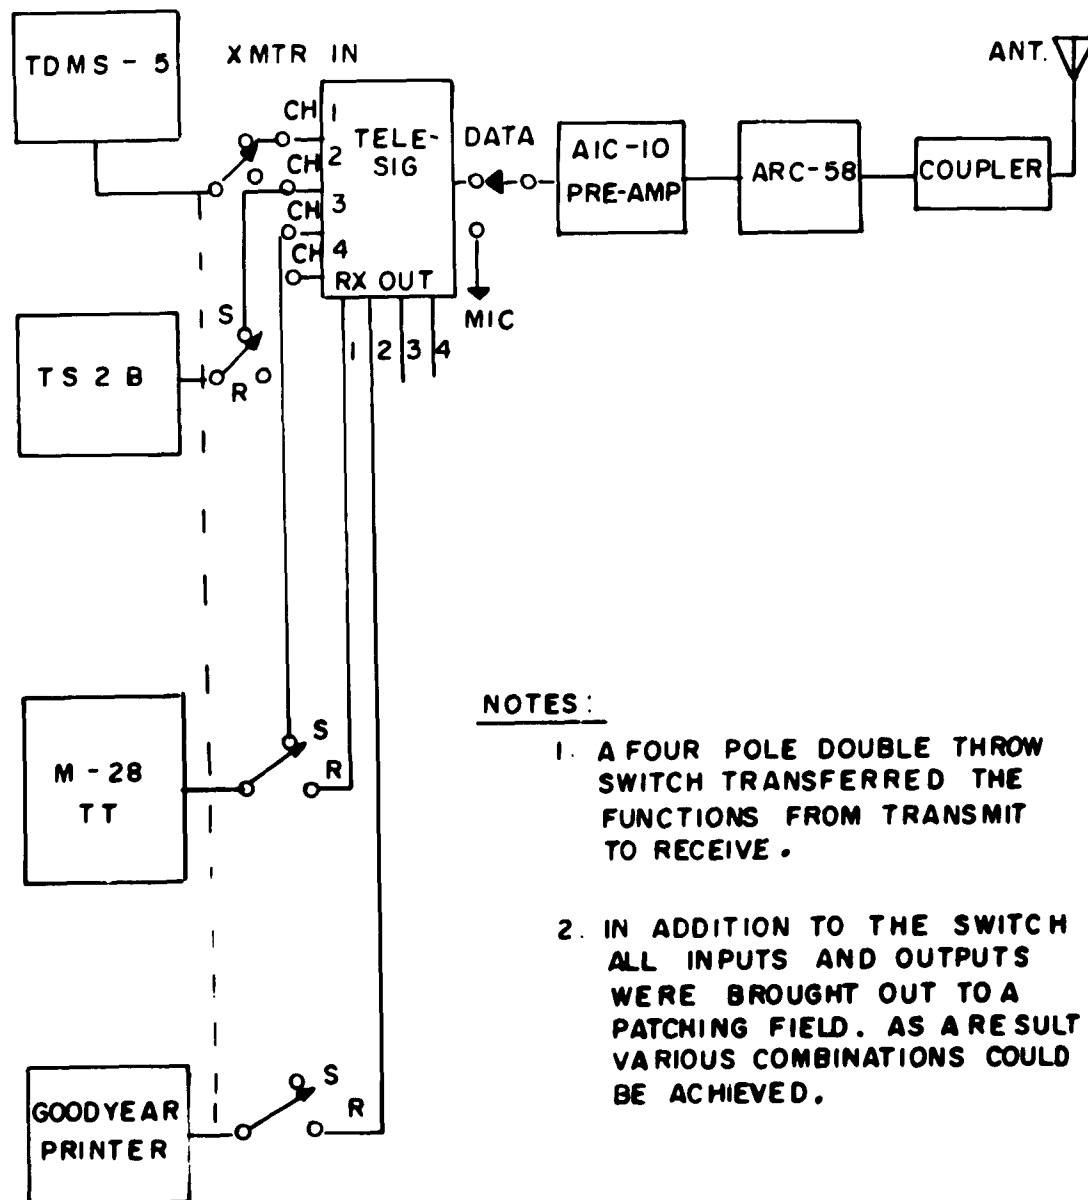 TDMS - 5
XMTR IN
ANT.
CH 1
TELE-
SIG
DATA
AIC-10
PRE-AMP
ARC-58
COUPLER
CH 2
CH 3
CH 4
RX OUT
MIC
1 2 3 4
S
R
TS 2 B
M - 28
TT
S
R
GOODYEAR
PRINTER
S
R
NOTES:
1. A FOUR POLE DOUBLE THROW
SWITCH TRANSFERRED THE
FUNCTIONS FROM TRANSMIT
TO RECEIVE.
2. IN ADDITION TO THE SWITCH
ALL INPUTS AND OUTPUTS
WERE BROUGHT OUT TO A
PATCHING FIELD. AS A RESULT
VARIOUS COMBINATIONS COULD
BE ACHIEVED.